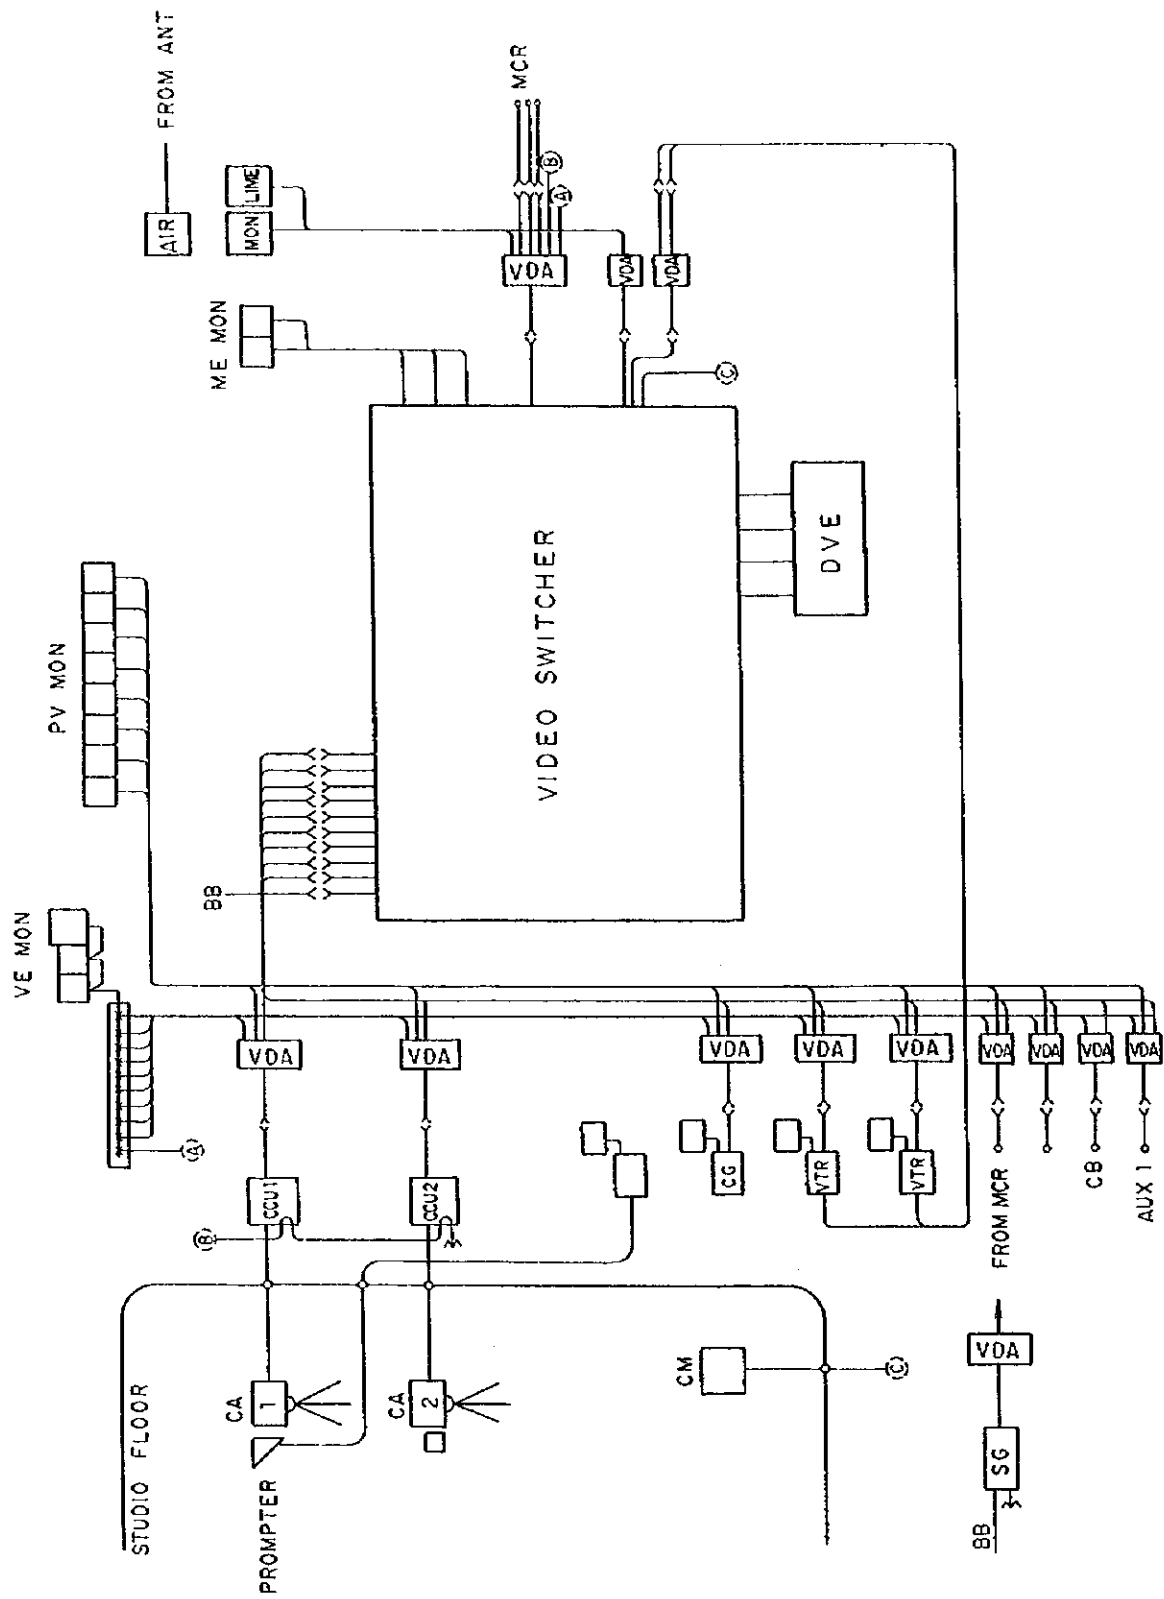 STUDIO FLOOR
PROMPTER
CA
1
CA
2
CM
C
B
A
CCU1
CCU2
VE MON
PV MON
ME MON
AIR
FROM ANT
MON
LIME
VDA
VDA
CG
VDA
VTR
VDA
VTR
VDA
FROM MCR
VDA
VDA
CB
VDA
AUX 1
VDA
BB
VIDEO SWITCHER
DVE
VDA
VDA
VDA
A
B
C
MCR
BB
SG
VDA